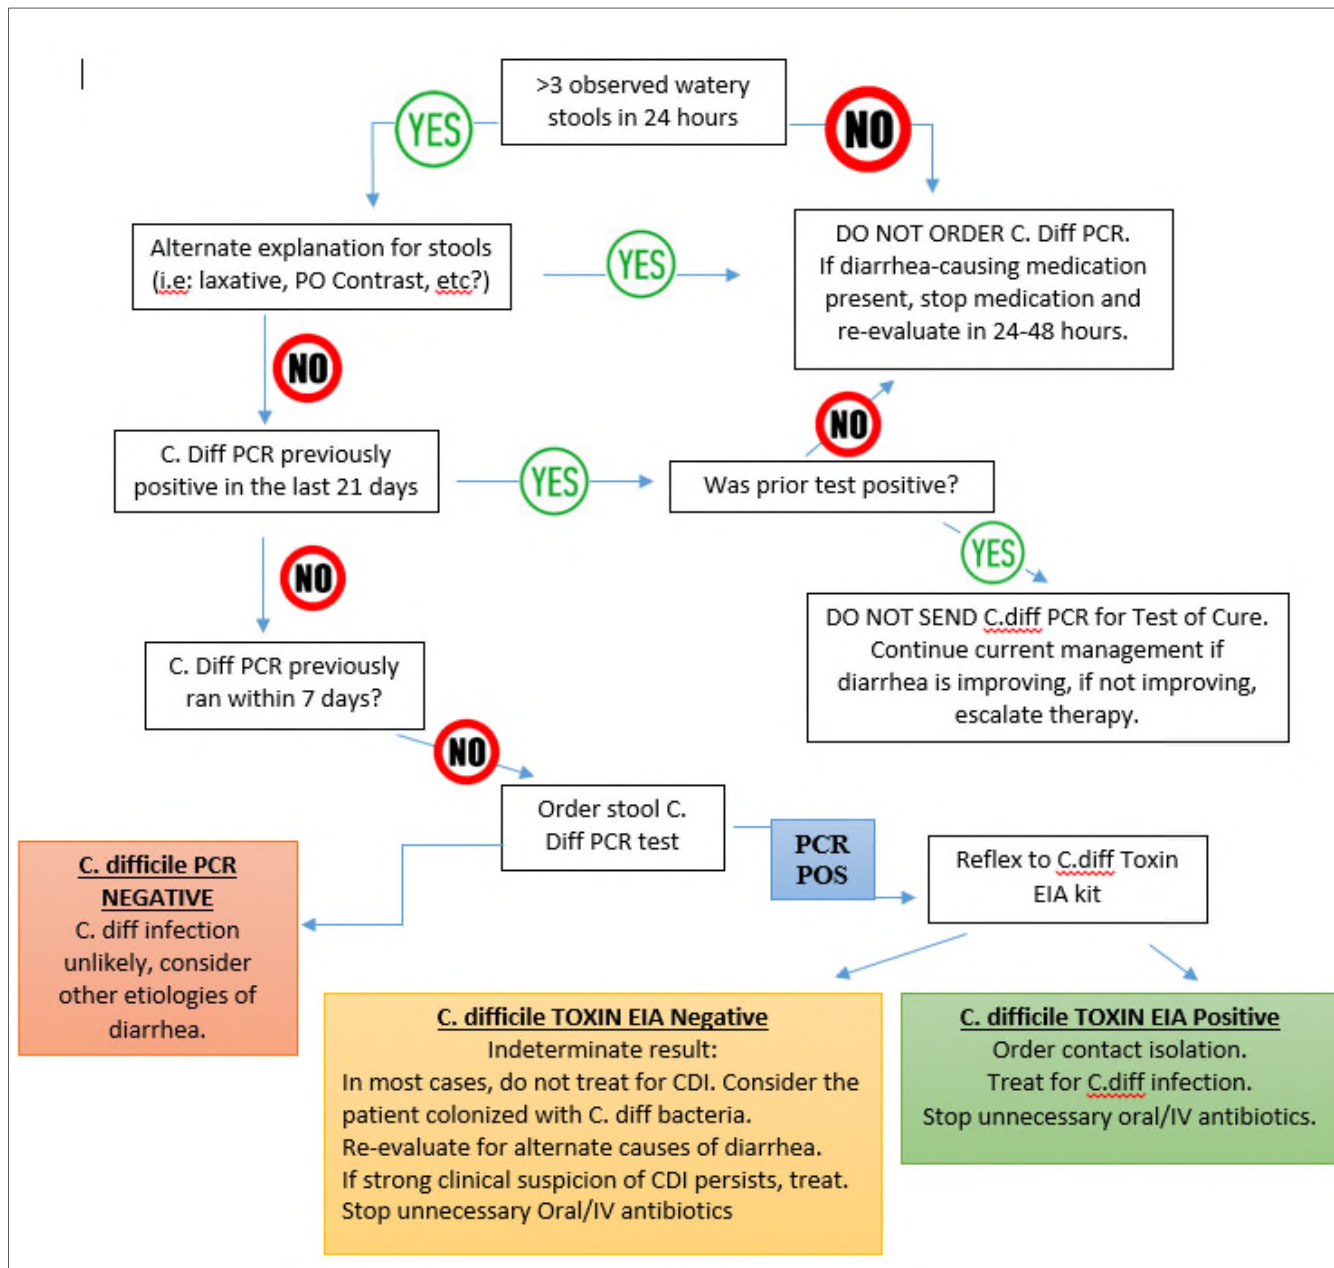 >3 observed watery
stools in 24 hours
YES
NO
Alternate explanation for stools
(i.e: laxative, PO Contrast, etc?)
YES
DO NOT ORDER C. Diff PCR.
If diarrhea-causing medication
present, stop medication and
re-evaluate in 24-48 hours.
NO
C. Diff PCR previously
positive in the last 21 days
YES
Was prior test positive?
NO
YES
DO NOT SEND C.diff PCR for Test of Cure.
Continue current management if
diarrhea is improving, if not improving,
escalate therapy.
NO
C. Diff PCR previously
ran within 7 days?
NO
Order stool C.
Diff PCR test
PCR
POS
Reflex to C.diff Toxin
EIA kit
C. difficile PCR
NEGATIVE
C. diff infection
unlikely, consider
other etiologies of
diarrhea.
C. difficile TOXIN EIA Negative
Indeterminate result:
In most cases, do not treat for CDI. Consider the
patient colonized with C. diff bacteria.
Re-evaluate for alternate causes of diarrhea.
If strong clinical suspicion of CDI persists, treat.
Stop unnecessary Oral/IV antibiotics
C. difficile TOXIN EIA Positive
Order contact isolation.
Treat for C.diff infection.
Stop unnecessary oral/IV antibiotics.